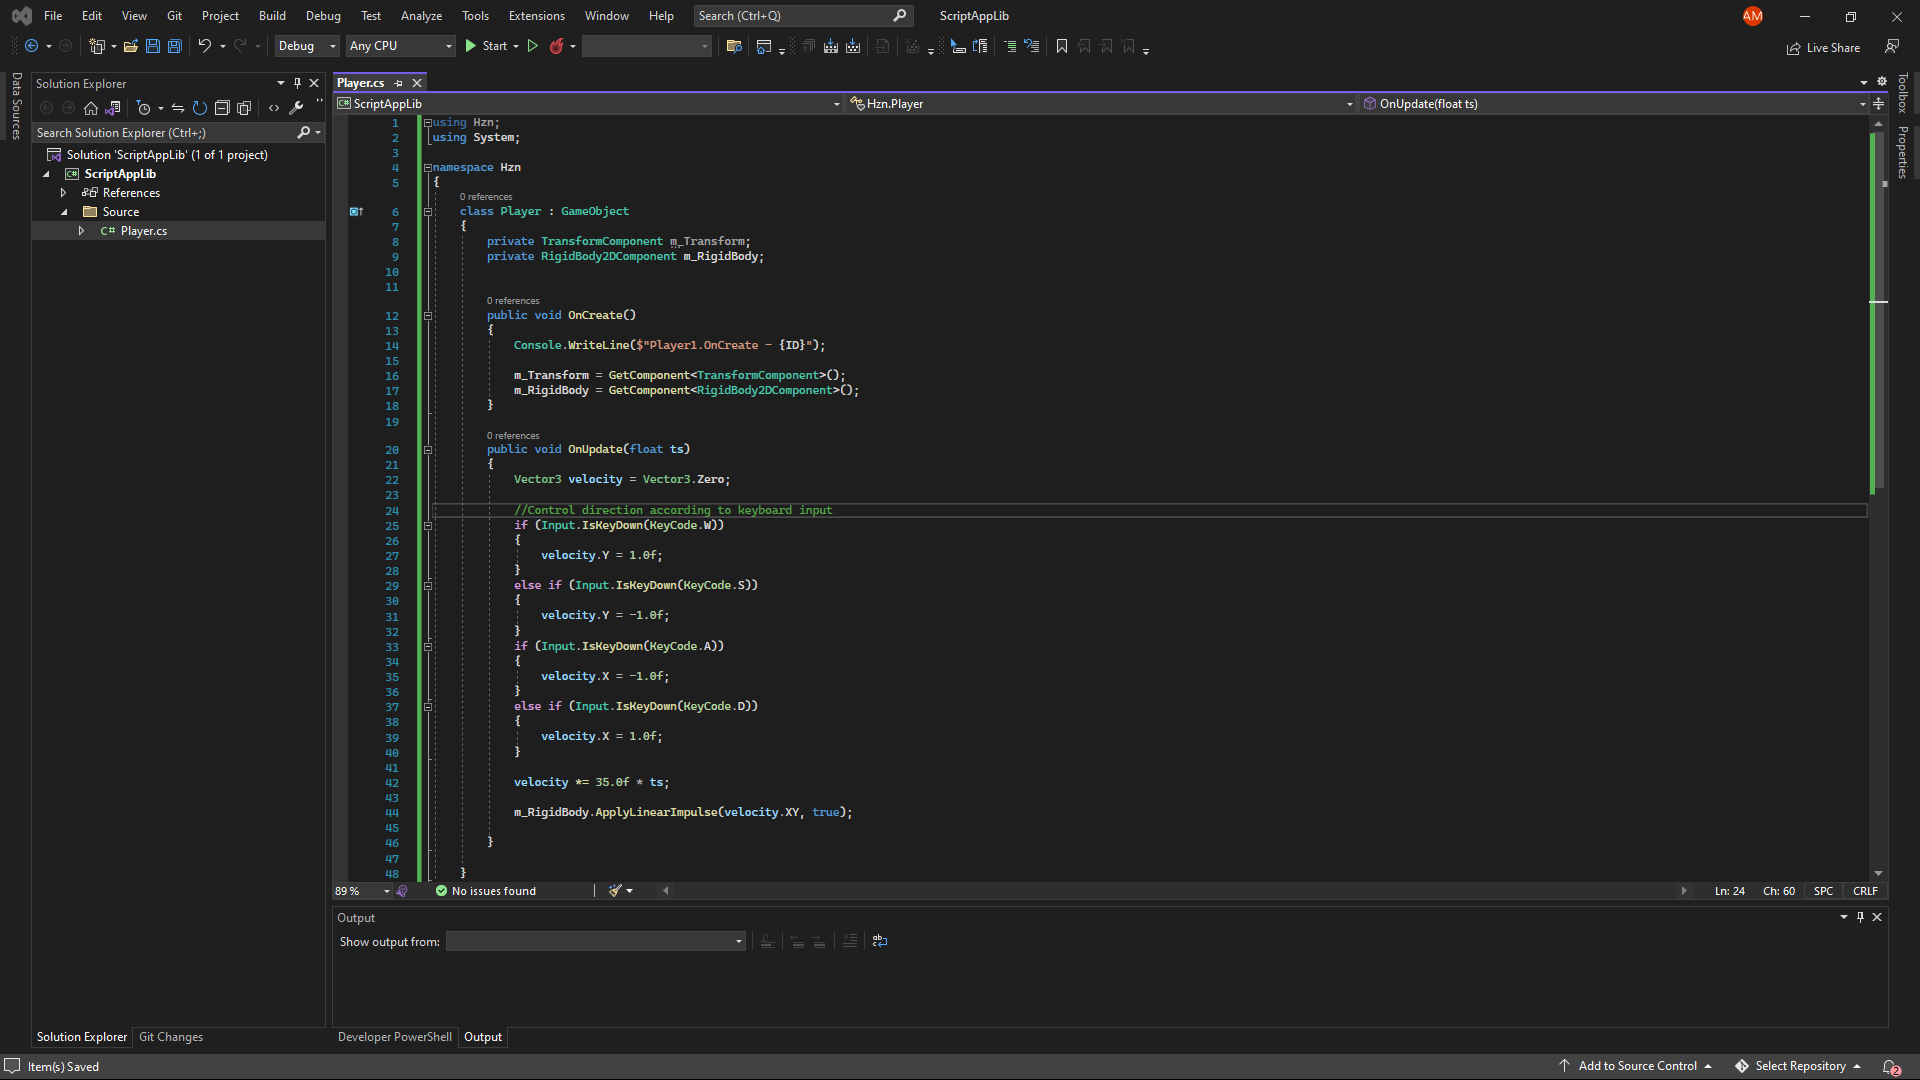 File Edit View Git Project Build Debug Test Analyze Tools Extensions Window Help Search (Ctrl+Q) ScriptAppLib AM
Debug Any CPU Start Live Share
Data Sources
Solution Explorer
Search Solution Explorer (Ctrl+;)
Solution 'ScriptAppLib' (1 of 1 project)
C# ScriptAppLib
References
Source
C# Player.cs
Player.cs
C# ScriptAppLib Hzn.Player OnUpdate(float ts)
Toolbox
Properties
1 using Hzn;
2 using System;
3
4 namespace Hzn
5 {
0 references
6 class Player : GameObject
7 {
8 private TransformComponent m_Transform;
9 private RigidBody2DComponent m_RigidBody;
10
11
0 references
12 public void OnCreate()
13 {
14 Console.WriteLine($"Player1.OnCreate - {ID}");
15
16 m_Transform = GetComponent<TransformComponent>();
17 m_RigidBody = GetComponent<RigidBody2DComponent>();
18 }
19
0 references
20 public void OnUpdate(float ts)
21 {
22 Vector3 velocity = Vector3.Zero;
23
24 //Control direction according to keyboard input
25 if (Input.IsKeyDown(KeyCode.W))
26 {
27 velocity.Y = 1.0f;
28 }
29 else if (Input.IsKeyDown(KeyCode.S))
30 {
31 velocity.Y = -1.0f;
32 }
33 if (Input.IsKeyDown(KeyCode.A))
34 {
35 velocity.X = -1.0f;
36 }
37 else if (Input.IsKeyDown(KeyCode.D))
38 {
39 velocity.X = 1.0f;
40 }
41
42 velocity *= 35.0f * ts;
43
44 m_RigidBody.ApplyLinearImpulse(velocity.XY, true);
45
46 }
47
48 }
89 % No issues found Ln: 24 Ch: 60 SPC CRLF
Output
Show output from:
Solution Explorer Git Changes Developer PowerShell Output
Item(s) Saved Add to Source Control Select Repository 2